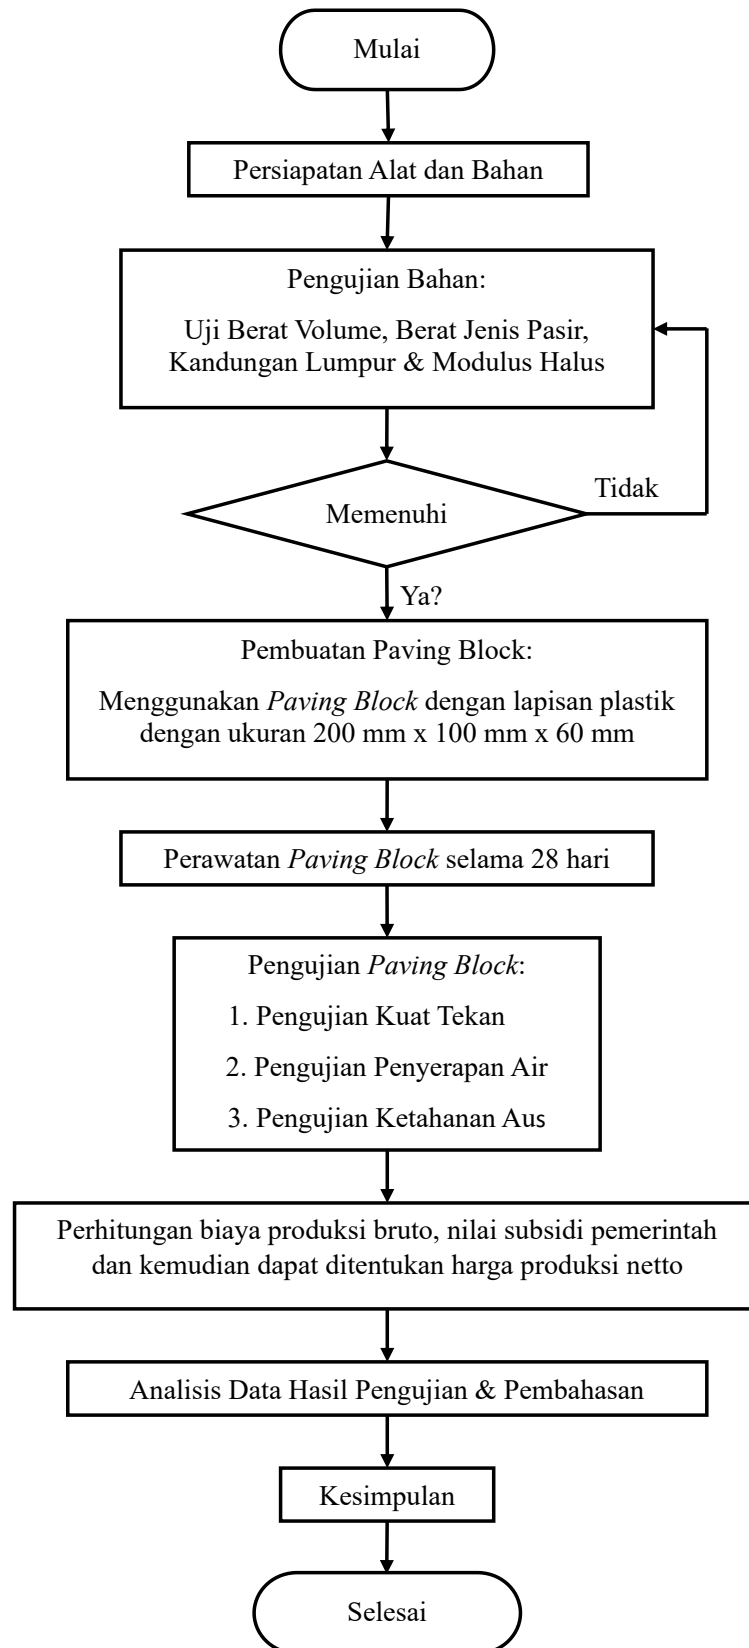 Mulai
Persiapatan Alat dan Bahan
Pengujian Bahan:
Uji Berat Volume, Berat Jenis Pasir,
Kandungan Lumpur & Modulus Halus
Tidak
Memenuhi
Ya?
Pembuatan Paving Block:
Menggunakan Paving Block dengan lapisan plastik
dengan ukuran 200 mm x 100 mm x 60 mm
Perawatan Paving Block selama 28 hari
Pengujian Paving Block:
1. Pengujian Kuat Tekan
2. Pengujian Penyerapan Air
3. Pengujian Ketahanan Aus
Perhitungan biaya produksi bruto, nilai subsidi pemerintah
dan kemudian dapat ditentukan harga produksi netto
Analisis Data Hasil Pengujian & Pembahasan
Kesimpulan
Selesai